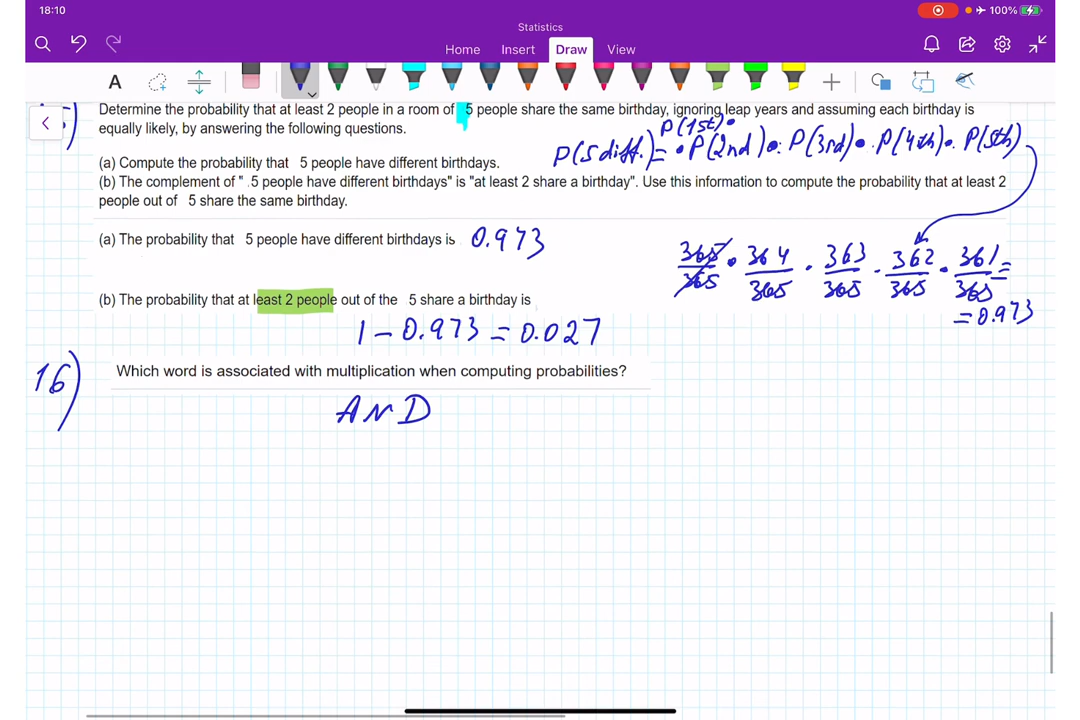 18:10
100%
Statistics
Home Insert Draw View
A
Determine the probability that at least 2 people in a room of 5 people share the same birthday, ignoring leap years and assuming each birthday is
equally likely, by answering the following questions.
P(1st)•
P(5 diff.)= •P(2nd)•P(3rd)•P(4th)•P(5th)
(a) Compute the probability that 5 people have different birthdays.
(b) The complement of " 5 people have different birthdays" is "at least 2 share a birthday". Use this information to compute the probability that at least 2
people out of 5 share the same birthday.
(a) The probability that 5 people have different birthdays is 0.973
365/365 • 364/365 • 363/365 • 362/365 • 361/365 =
= 0.973
(b) The probability that at least 2 people out of the 5 share a birthday is
1 - 0.973 = 0.027
16)
Which word is associated with multiplication when computing probabilities?
AND